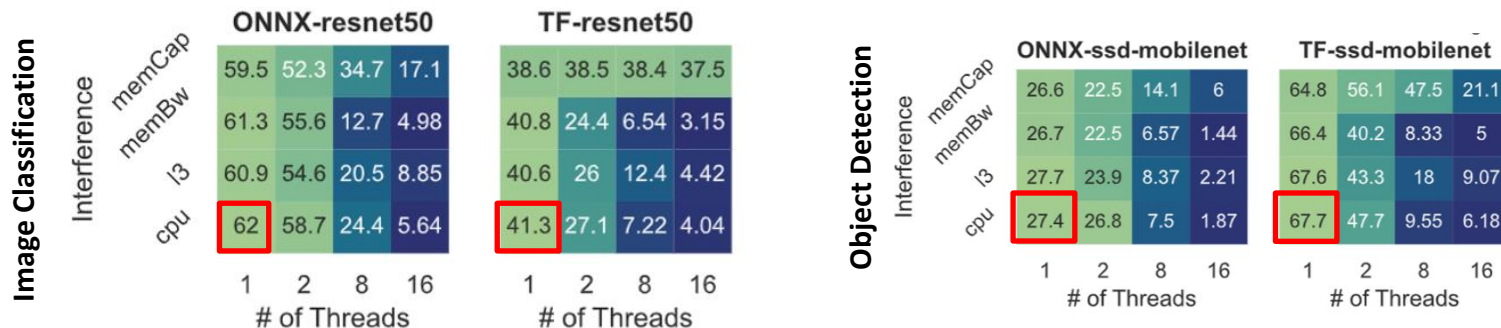 Image Classification
ONNX-resnet50
Interference
memCap 59.5 52.3 34.7 17.1
memBw 61.3 55.6 12.7 4.98
l3 60.9 54.6 20.5 8.85
cpu 62 58.7 24.4 5.64
1 2 8 16
# of Threads
TF-resnet50
38.6 38.5 38.4 37.5
40.8 24.4 6.54 3.15
40.6 26 12.4 4.42
41.3 27.1 7.22 4.04
1 2 8 16
# of Threads
Object Detection
ONNX-ssd-mobilenet
Interference
memCap 26.6 22.5 14.1 6
memBw 26.7 22.5 6.57 1.44
l3 27.7 23.9 8.37 2.21
cpu 27.4 26.8 7.5 1.87
1 2 8 16
# of Threads
TF-ssd-mobilenet
64.8 56.1 47.5 21.1
66.4 40.2 8.33 5
67.6 43.3 18 9.07
67.7 47.7 9.55 6.18
1 2 8 16
# of Threads